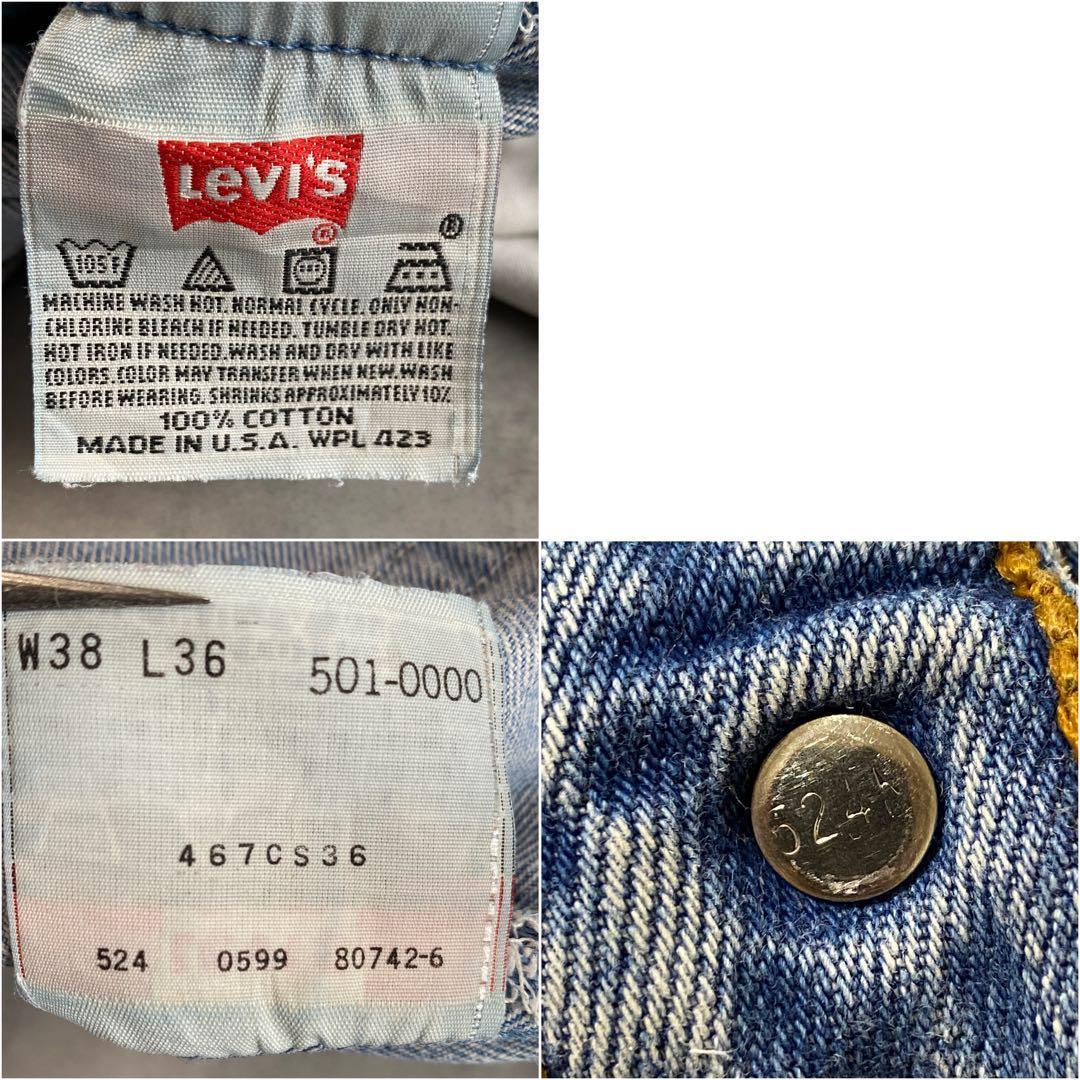 LEVI'S
®
®
105F
MACHINE WASH HOT. NORMAL CYCLE. ONLY NON-
CHLORINE BLEACH IF NEEDED. TUMBLE DRY HOT.
HOT IRON IF NEEDED. WASH AND DRY WITH LIKE
COLORS. COLOR MAY TRANSFER WHEN NEW. WASH
BEFORE WEARING. SHRINKS APPROXIMATELY 10%
100% COTTON
MADE IN U.S.A. WPL 423
W38 L36 501-0000
467CS36
524 0599 80742-6
524